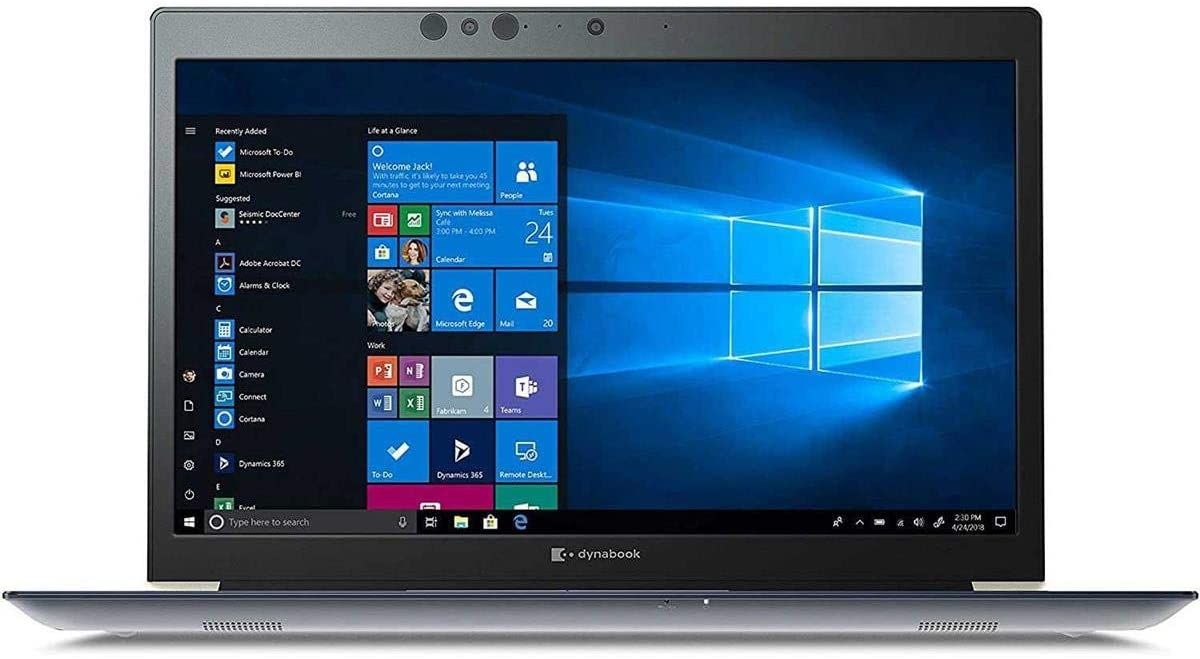 Recently Added
Microsoft To-Do
Microsoft Power BI
Suggested
Seismic DocCenter
Free
A
Adobe Acrobat DC
Alarms & Clock
C
Calculator
Calendar
Camera
Connect
Cortana
D
Dynamics 365
E
Excel
Life at a Glance
Welcome Jack!
With traffic, it's likely to take you 45
minutes to get to your next meeting.
Cortana
People
Sync with Melissa
Café
3:00 PM - 4:00 PM
Tues
24
Calendar
Photos
Microsoft Edge
Mail
20
Work
Fabrikam
4
Teams
To-Do
Dynamics 365
Remote Deskt...
Type here to search
2:30 PM
4/24/2018
dynabook